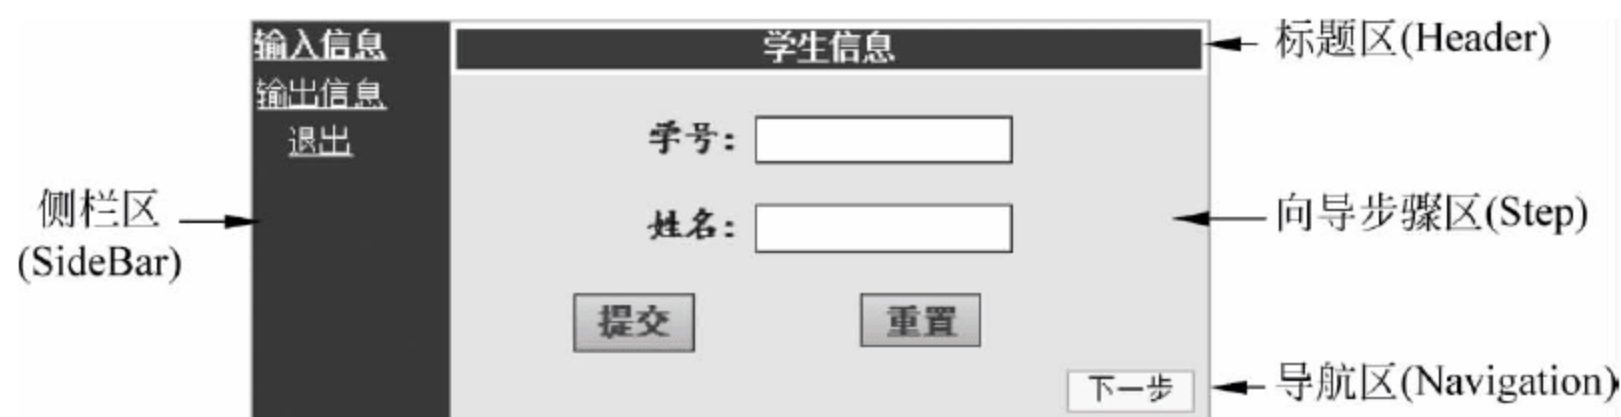 输入信息
学生信息
标题区(Header)
输出信息
退出
学号：
侧栏区
(SideBar)
姓名：
向导步骤区(Step)
提交
重置
下一步
导航区(Navigation)